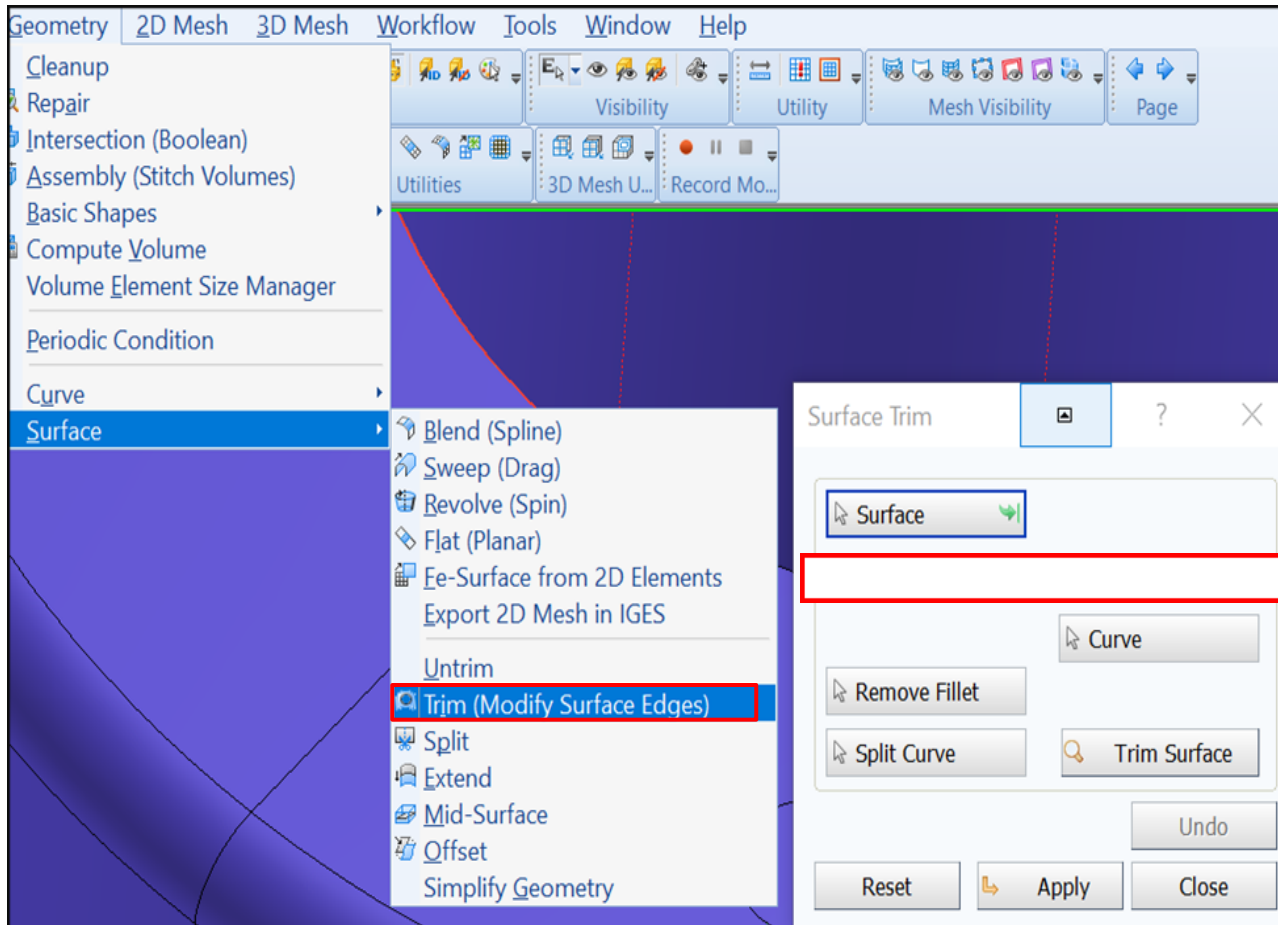 Geometry 2D Mesh 3D Mesh Workflow Tools Window Help
Visibility Utility Mesh Visibility Page
Utilities 3D Mesh U... Record Mo...
Cleanup
Repair
Intersection (Boolean)
Assembly (Stitch Volumes)
Basic Shapes
Compute Volume
Volume Element Size Manager
Periodic Condition
Curve
Surface
Blend (Spline)
Sweep (Drag)
Revolve (Spin)
Flat (Planar)
Fe-Surface from 2D Elements
Export 2D Mesh in IGES
Untrim
Trim (Modify Surface Edges)
Split
Extend
Mid-Surface
Offset
Simplify Geometry
Surface Trim ?
Surface
Curve
Remove Fillet
Split Curve Trim Surface
Undo
Reset Apply Close